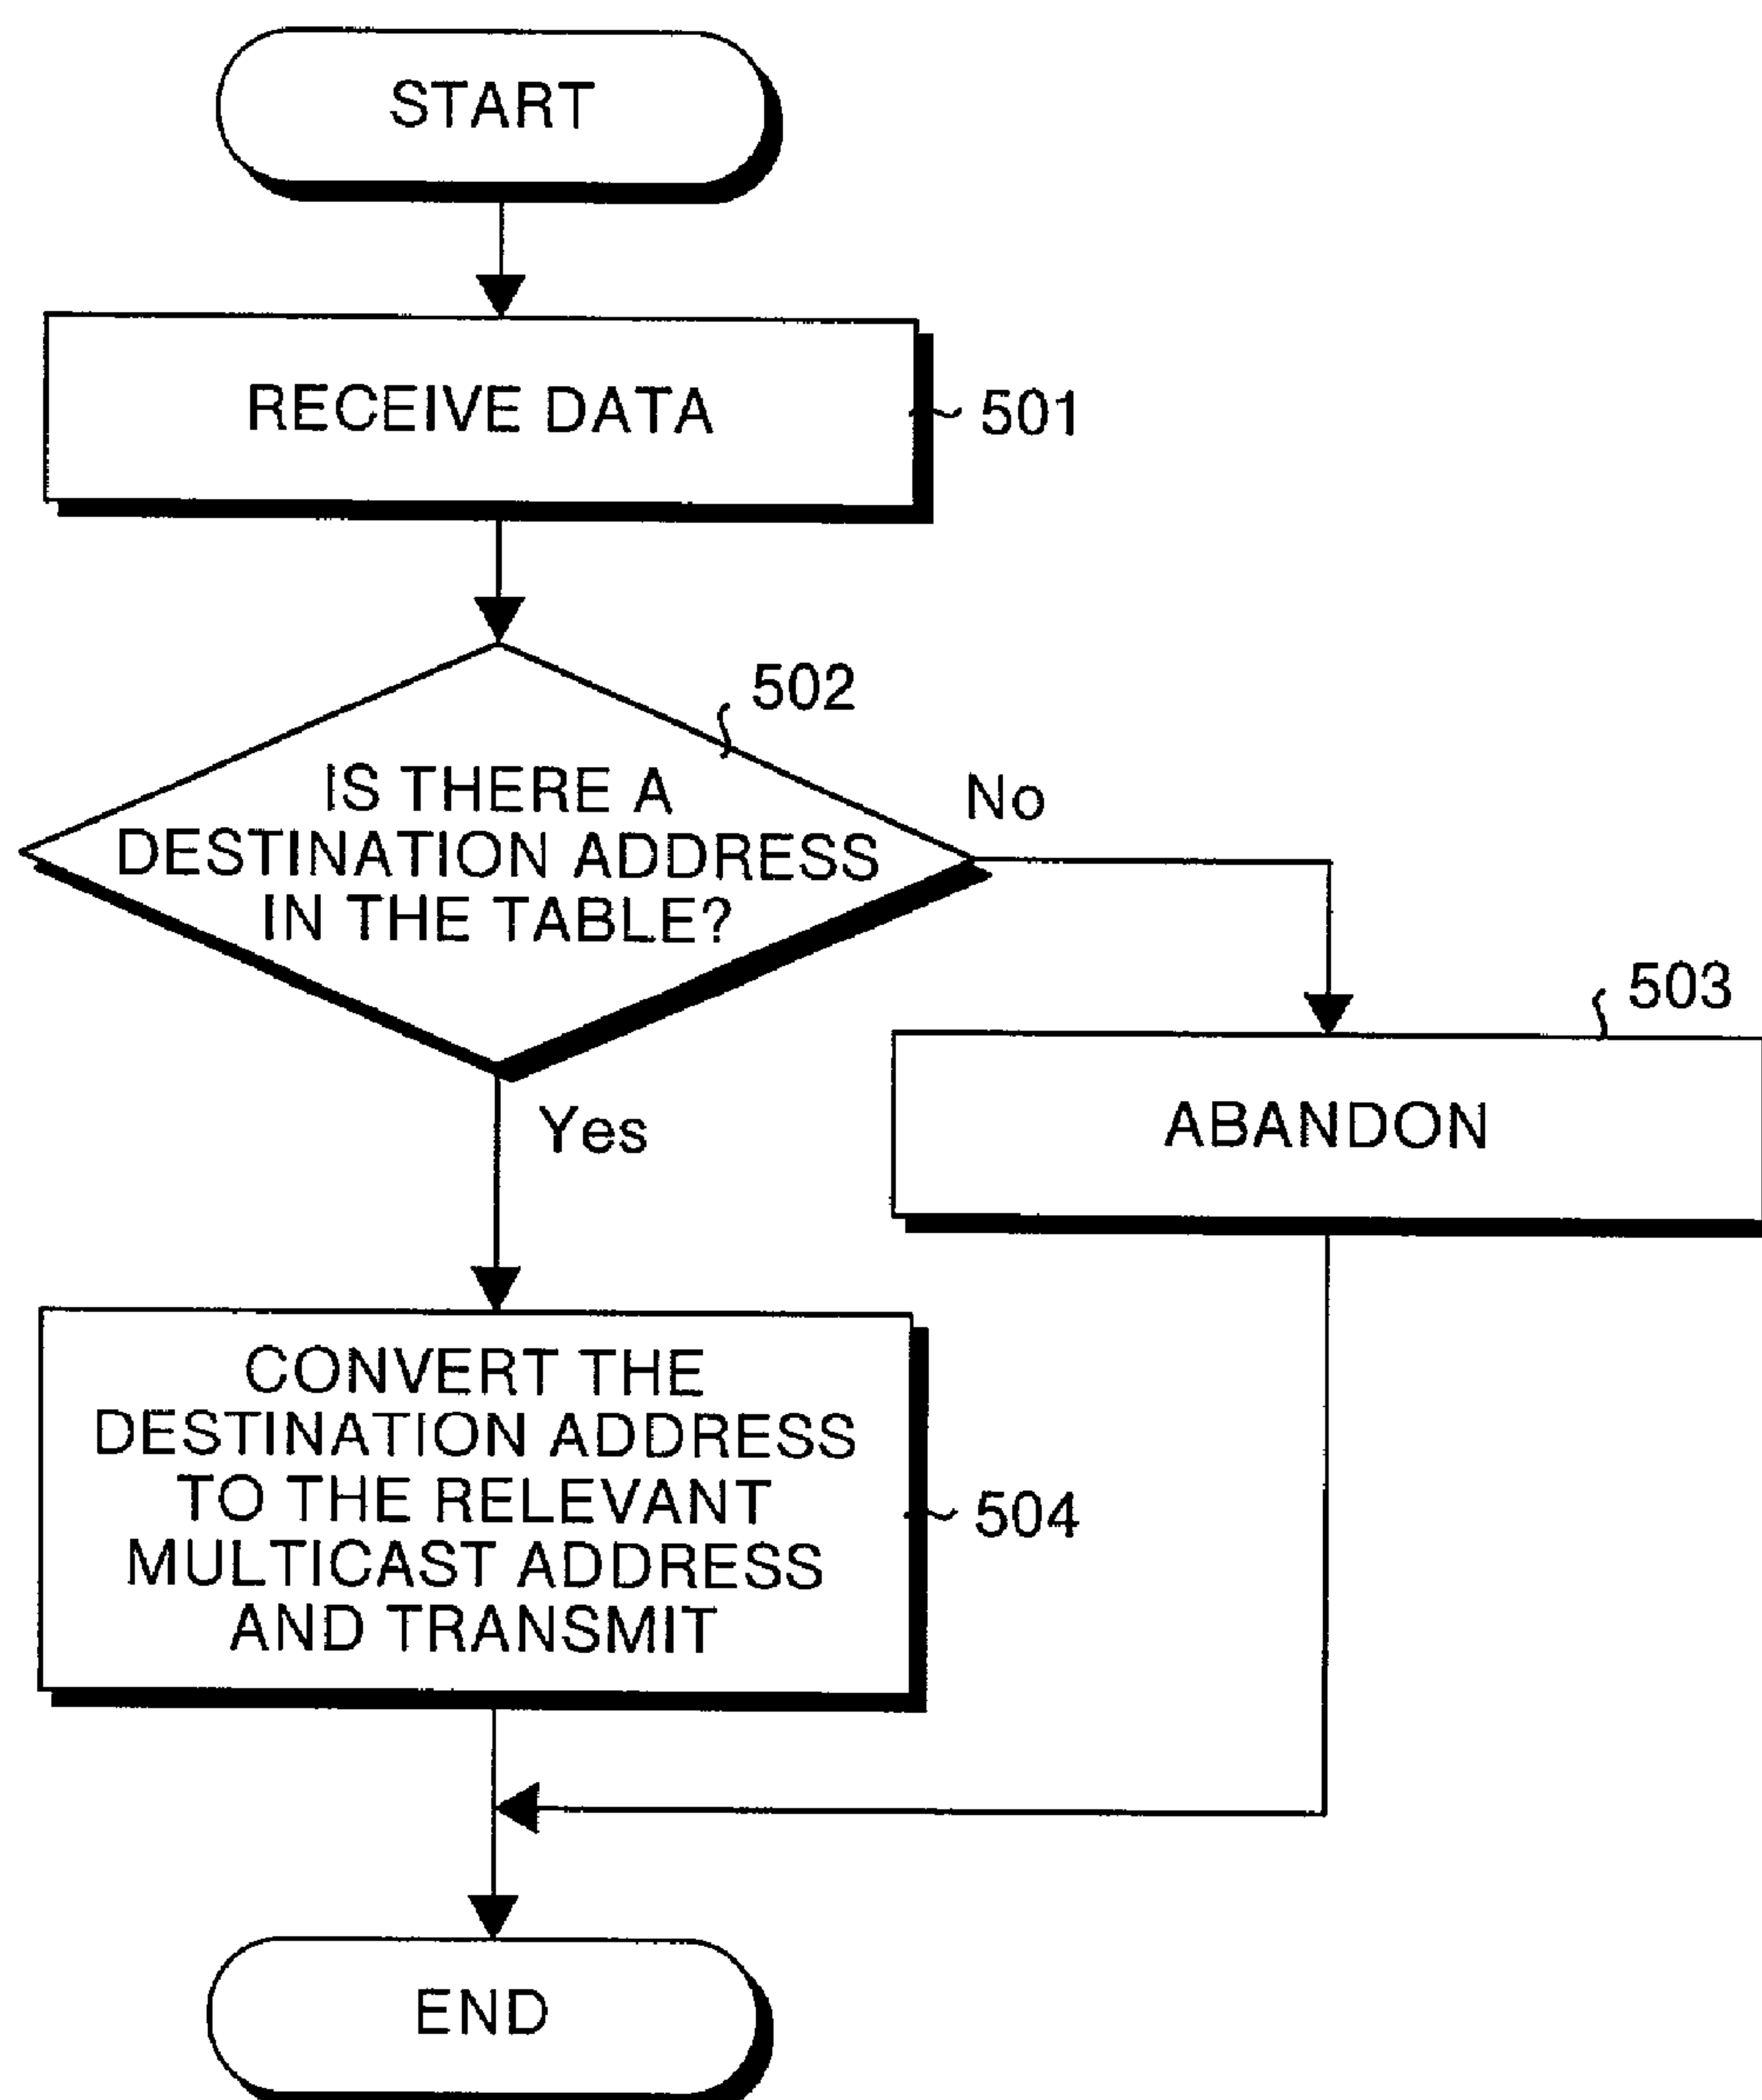 START
RECEIVE DATA
501
502
IS THERE A
DESTINATION ADDRESS
IN THE TABLE?
No
Yes
503
ABANDON
CONVERT THE
DESTINATION ADDRESS
TO THE RELEVANT
MULTICAST ADDRESS
AND TRANSMIT
504
END